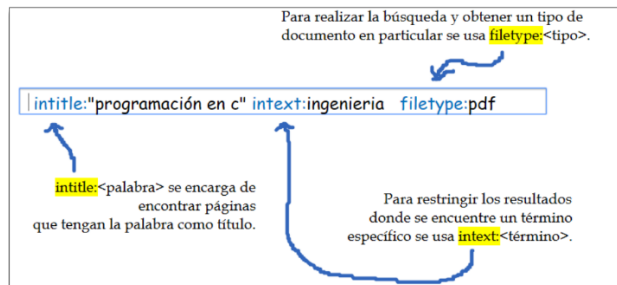 Para realizar la búsqueda y obtener un tipo de
documento en particular se usa filetype:<tipo>.
intitle:"programación en c" intext:ingenieria filetype:pdf
intitle:<palabra> se encarga de
encontrar páginas
que tengan la palabra como título.
Para restringir los resultados
donde se encuentre un término
específico se usa intext:<término>.